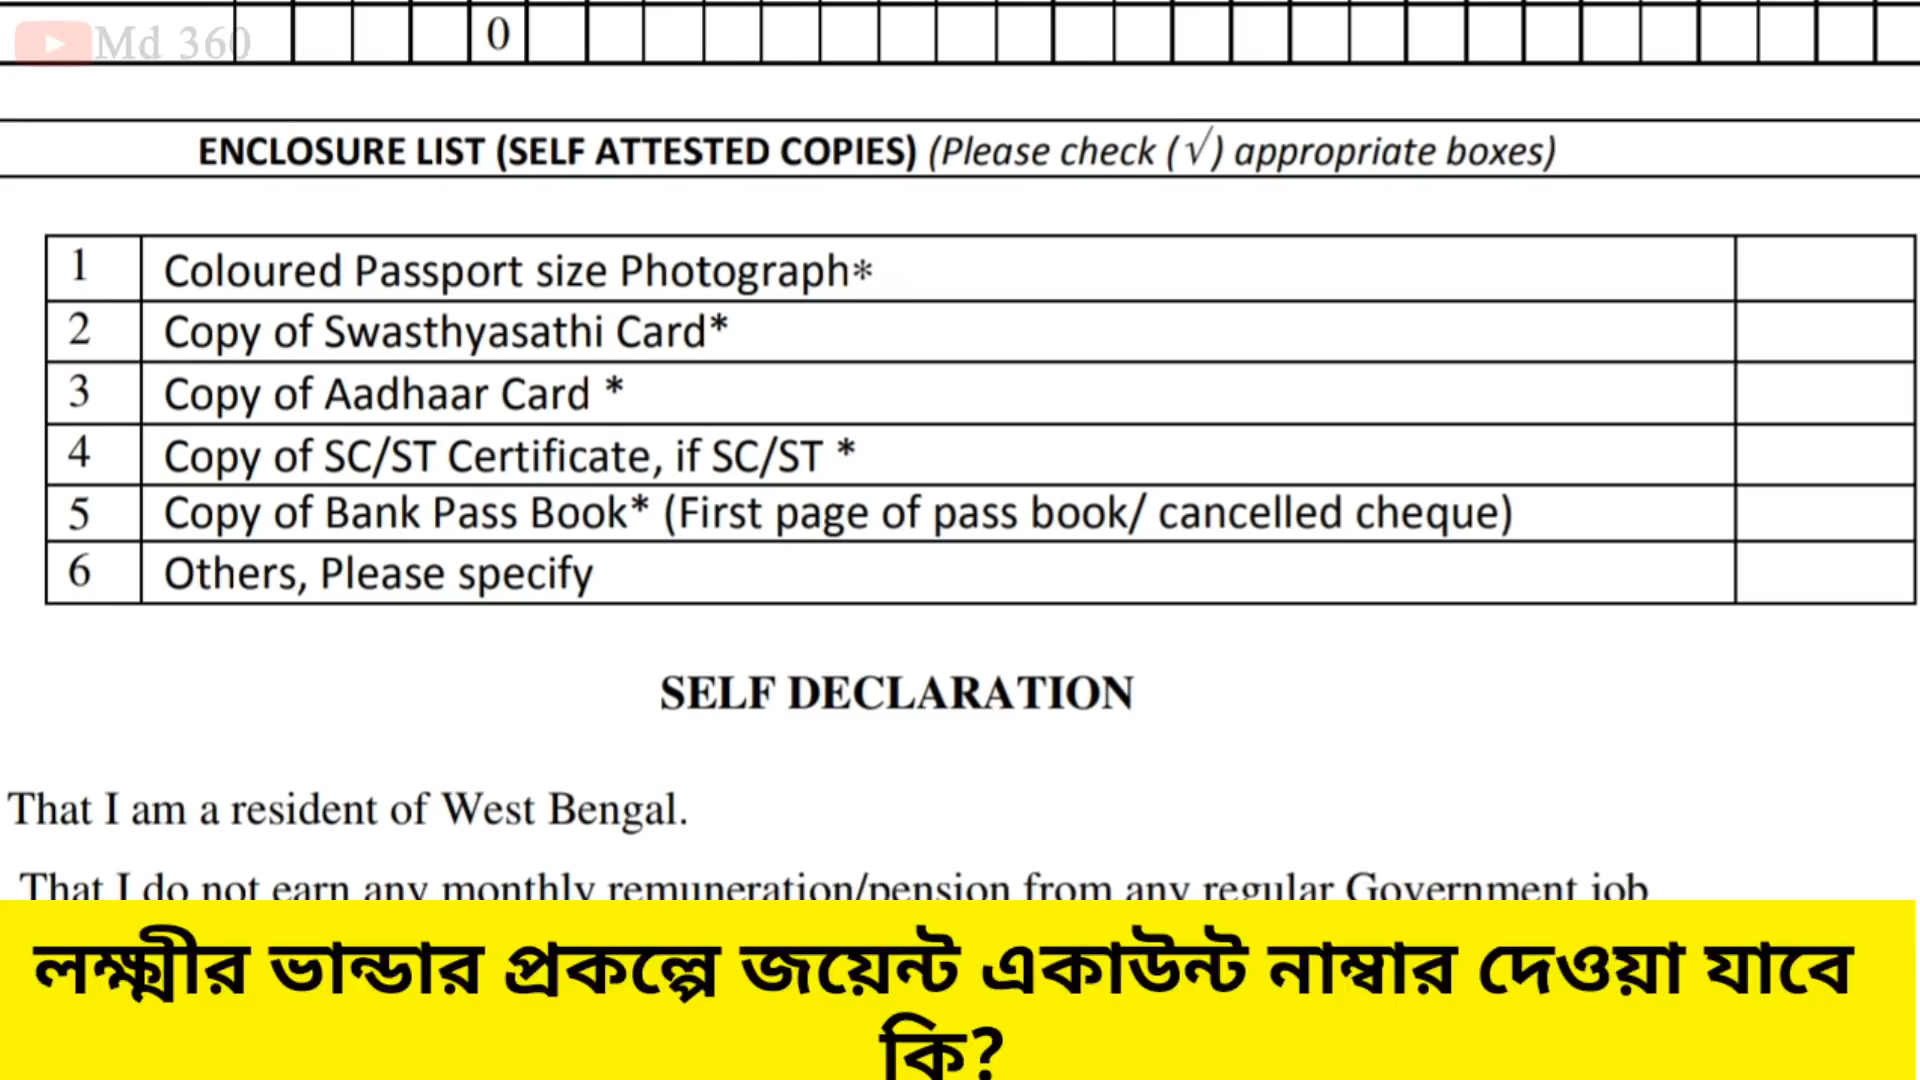 Md 360
0
ENCLOSURE LIST (SELF ATTESTED COPIES) (Please check (√) appropriate boxes)
1 Coloured Passport size Photograph*
2 Copy of Swasthyasathi Card*
3 Copy of Aadhaar Card *
4 Copy of SC/ST Certificate, if SC/ST *
5 Copy of Bank Pass Book* (First page of pass book/ cancelled cheque)
6 Others, Please specify
SELF DECLARATION
That I am a resident of West Bengal.
That I do not earn any monthly remuneration/pension from any regular Government job
লক্ষ্মীর ভান্ডার প্রকল্পে জয়েন্ট একাউন্ট নাম্বার দেওয়া যাবে
কি?